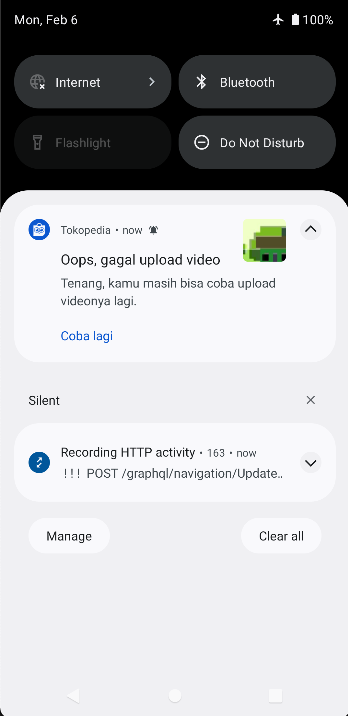 Mon, Feb 6
100%
Internet
Bluetooth
Flashlight
Do Not Disturb
Tokopedia • now
Oops, gagal upload video
Tenang, kamu masih bisa coba upload
videonya lagi.
Coba lagi
Silent
Recording HTTP activity • 163 • now
!!! POST /graphql/navigation/Update..
Manage
Clear all